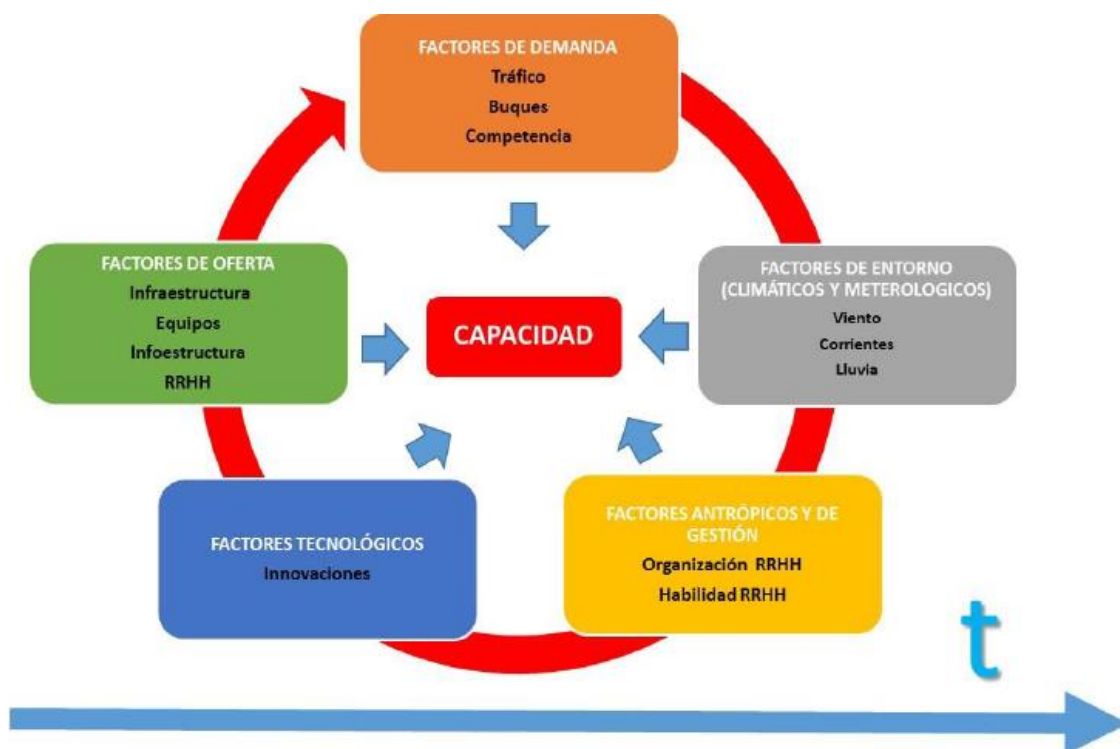 FACTORES DE DEMANDA
Tráfico
Buques
Competencia
FACTORES DE OFERTA
Infraestructura
Equipos
Infoestructura
RRHH
CAPACIDAD
FACTORES DE ENTORNO
(CLIMÁTICOS Y METEROLOGICOS)
Viento
Corrientes
Lluvia
FACTORES TECNOLÓGICOS
Innovaciones
FACTORES ANTRÓPICOS Y DE
GESTIÓN
Organización RRHH
Habilidad RRHH
t